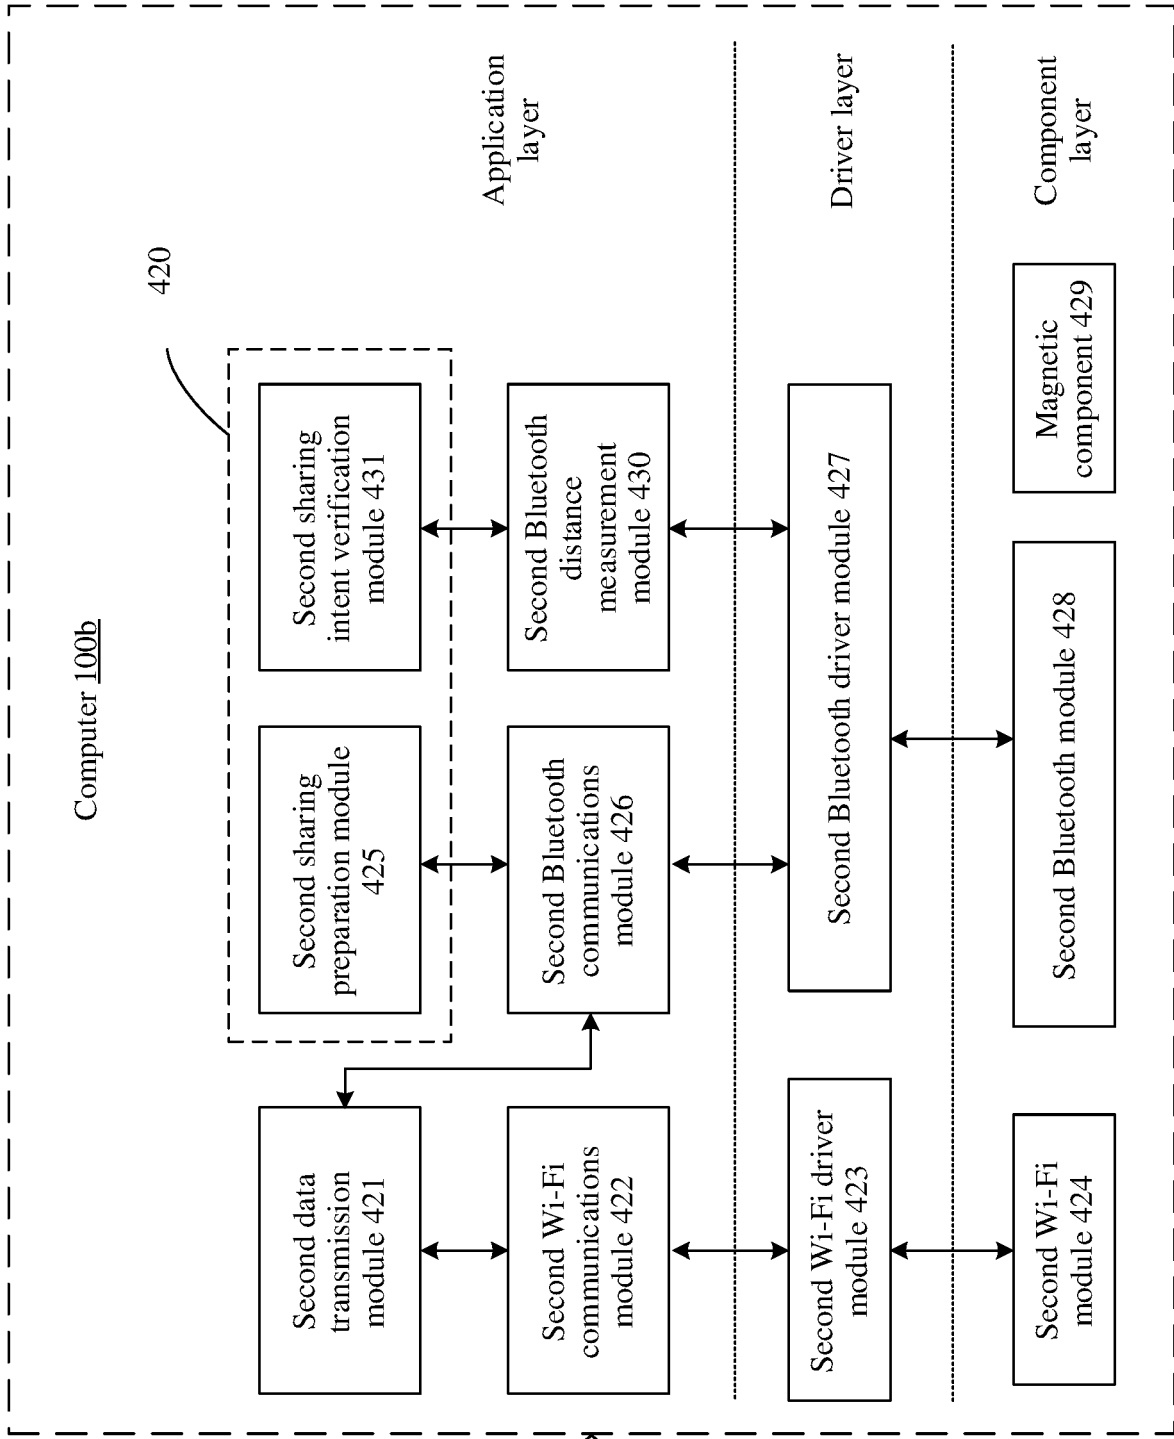 Computer 100b
420
Second data
transmission
module 421
Second sharing
preparation module
425
Second sharing
intent verification
module 431
Second Wi-Fi
communications
module 422
Second Bluetooth
communications
module 426
Second Bluetooth
distance
measurement
module 430
Application
layer
Second Wi-Fi driver
module 423
Second Bluetooth driver module 427
Driver layer
Second Wi-Fi
module 424
Second Bluetooth module 428
Magnetic
component 429
Component
layer